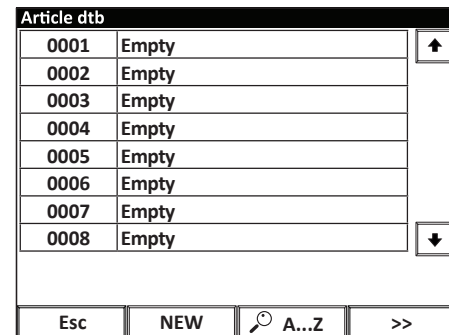 Article dtb
0001 Empty
0002 Empty
0003 Empty
0004 Empty
0005 Empty
0006 Empty
0007 Empty
0008 Empty
Esc NEW A...Z >>